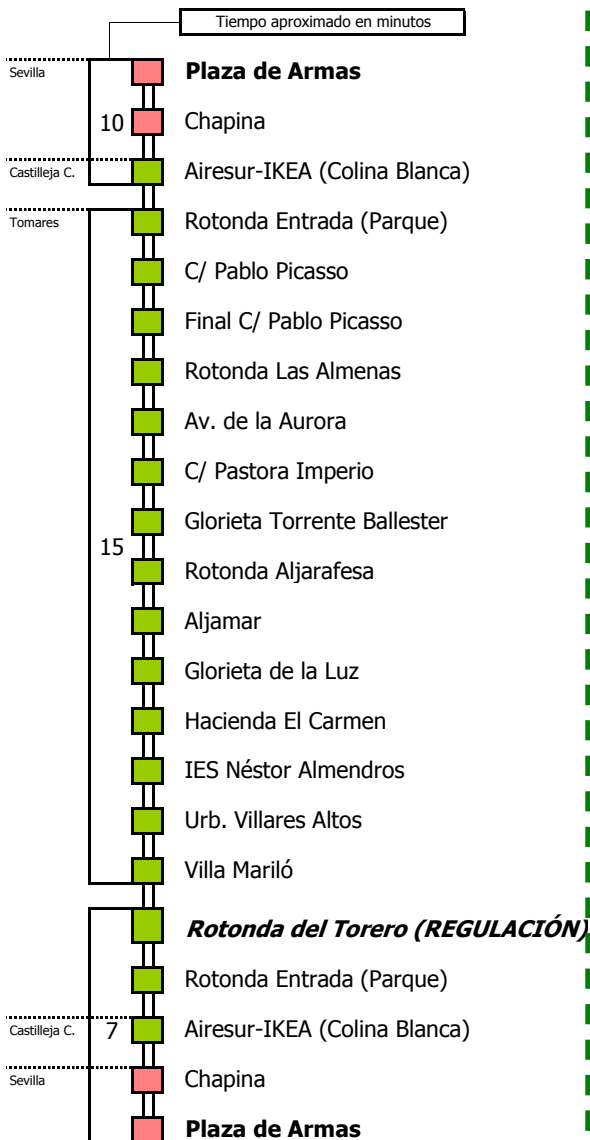 Tiempo aproximado en minutos
Sevilla
Plaza de Armas
10
Chapina
Castilleja C.
Airesur-IKEA (Colina Blanca)
Tomares
Rotonda Entrada (Parque)
C/ Pablo Picasso
Final C/ Pablo Picasso
Rotonda Las Almenas
Av. de la Aurora
C/ Pastora Imperio
Glorieta Torrente Ballester
15
Rotonda Aljarafesa
Aljamar
Glorieta de la Luz
Hacienda El Carmen
IES Néstor Almendros
Urb. Villares Altos
Villa Mariló
Rotonda del Torero (REGULACIÓN)
Rotonda Entrada (Parque)
Castilleja C.
7
Airesur-IKEA (Colina Blanca)
Sevilla
Chapina
Plaza de Armas